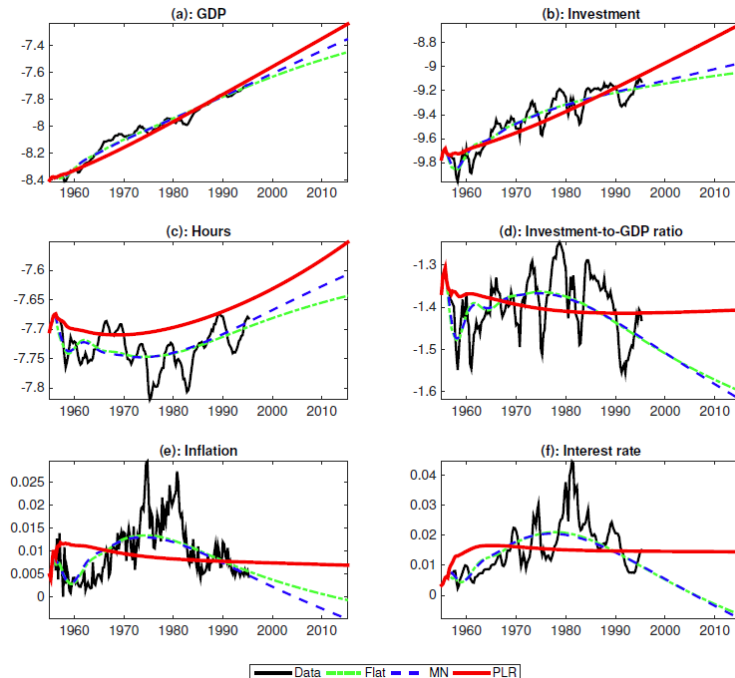 (a): GDP
-7.4
-7.6
-7.8
-8
-8.2
-8.4
1960 1970 1980 1990 2000 2010
(b): Investment
-8.8
-9
-9.2
-9.4
-9.6
-9.8
1960 1970 1980 1990 2000 2010
(c): Hours
-7.6
-7.65
-7.7
-7.75
-7.8
1960 1970 1980 1990 2000 2010
(d): Investment-to-GDP ratio
-1.3
-1.4
-1.5
-1.6
1960 1970 1980 1990 2000 2010
(e): Inflation
0.025
0.02
0.015
0.01
0.005
0
1960 1970 1980 1990 2000 2010
(f): Interest rate
0.04
0.03
0.02
0.01
0
1960 1970 1980 1990 2000 2010
Data Flat MN PLR